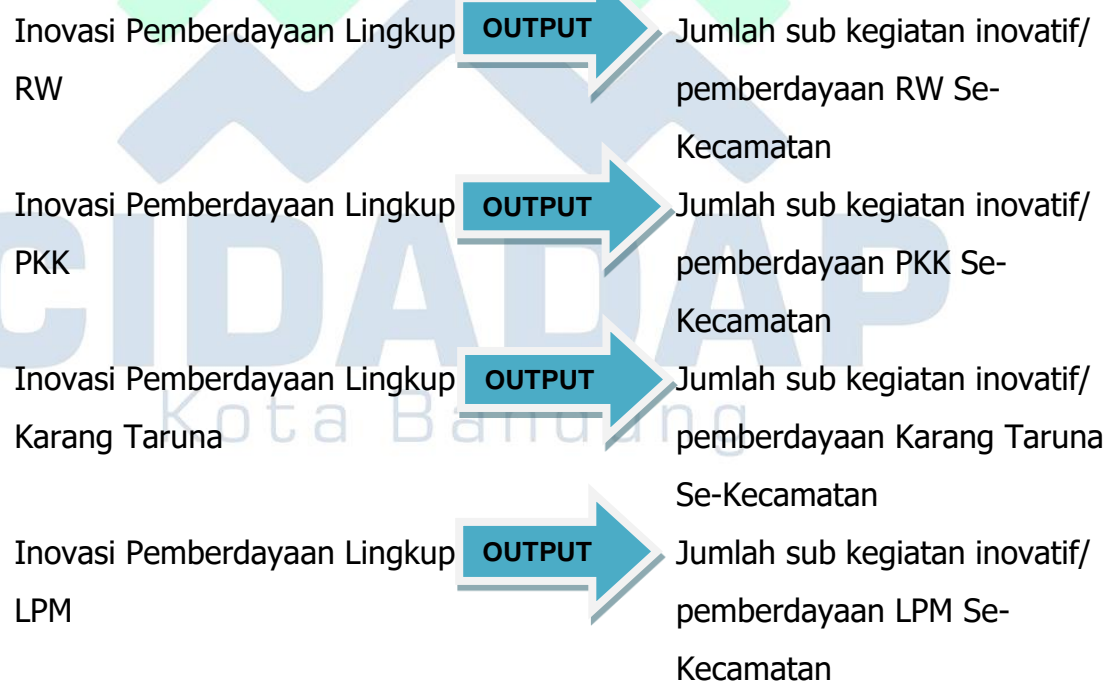 Inovasi Pemberdayaan Lingkup
RW
OUTPUT
Jumlah sub kegiatan inovatif/
pemberdayaan RW Se-
Kecamatan
Inovasi Pemberdayaan Lingkup
PKK
OUTPUT
Jumlah sub kegiatan inovatif/
pemberdayaan PKK Se-
Kecamatan
Inovasi Pemberdayaan Lingkup
Karang Taruna
OUTPUT
Jumlah sub kegiatan inovatif/
pemberdayaan Karang Taruna
Se-Kecamatan
Inovasi Pemberdayaan Lingkup
LPM
OUTPUT
Jumlah sub kegiatan inovatif/
pemberdayaan LPM Se-
Kecamatan
CIDADAP
Kota Bandung